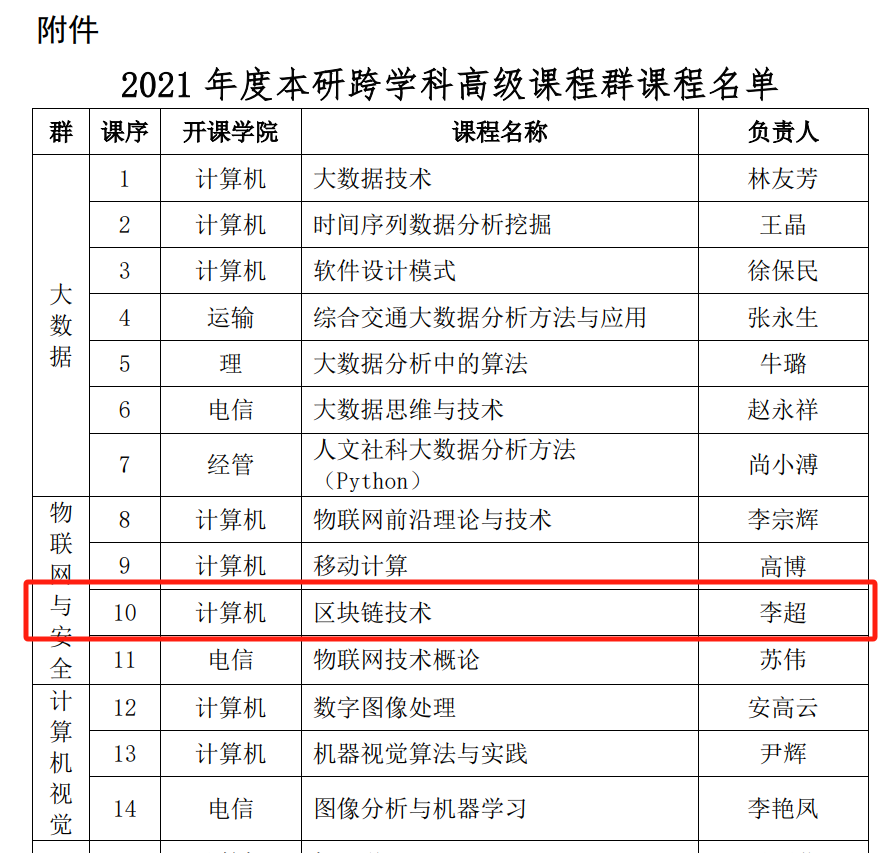 附件
2021 年度本研跨学科高级课程群课程名单
群 课序 开课学院 课程名称 负责人
大数据
1 计算机 大数据技术 林友芳
2 计算机 时间序列数据分析挖掘 王晶
3 计算机 软件设计模式 徐保民
4 运输 综合交通大数据分析方法与应用 张永生
5 理 大数据分析中的算法 牛璐
6 电信 大数据思维与技术 赵永祥
7 经管 人文社科大数据分析方法
（Python） 尚小溥
物联网与安全
8 计算机 物联网前沿理论与技术 李宗辉
9 计算机 移动计算 高博
10 计算机 区块链技术 李超
11 电信 物联网技术概论 苏伟
计算机视觉
12 计算机 数字图像处理 安高云
13 计算机 机器视觉算法与实践 尹辉
14 电信 图像分析与机器学习 李艳凤